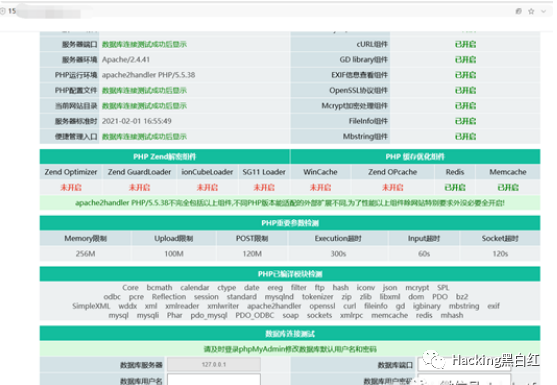 15
服务器端口 数据库连接测试成功后显示 cURL组件 已开启
服务器环境 Apache/2.4.41 GD library组件 已开启
PHP运行环境 apache2handler PHP/5.5.38 EXIF信息查看组件 已开启
PHP配置文件 数据库连接测试成功后显示 OpenSSL协议组件 已开启
当前网站目录 数据库连接测试成功后显示 Mcrypt加密处理组件 已开启
服务器标准时 2021-02-01 16:55:49 FileInfo组件 已开启
便捷管理入口 数据库连接测试成功后显示 Mbstring组件 已开启
PHP Zend解密组件 PHP 缓存优化组件
Zend Optimizer Zend GuardLoader ionCubeLoader SG11 Loader WinCache Zend OPcache Redis Memcache
未开启 未开启 未开启 未开启 未开启 未开启 已开启 已开启
apache2handler PHP/5.5.38不完全包括以上组件,不同PHP版本能适配的外部扩展不同,为了性能以上组件除网站特别要求外没必要全开启!
PHP重要参数检测
Memory限制 Upload限制 POST限制 Execution超时 Input超时 Socket超时
256M 100M 120M 300s 60s 120s
PHP已编译模块检测
Core bcmath calendar ctype date ereg filter ftp hash iconv json mcrypt SPL
odbc pcre Reflection session standard mysqlnd tokenizer zip zlib libxml dom PDO bz2
SimpleXML wddx xml xmlreader xmlwriter apache2handler openssl curl fileinfo gd igbinary mbstring exif
mysql mysqli Phar pdo_mysql PDO_ODBC soap sockets xmlrpc memcache redis mhash
数据库连接测试
请及时登录phpMyAdmin修改数据库默认用户名和密码
数据库服务器 127.0.0.1 数据库端口
数据库用户名 数据库用户密码
Hacking黑白红